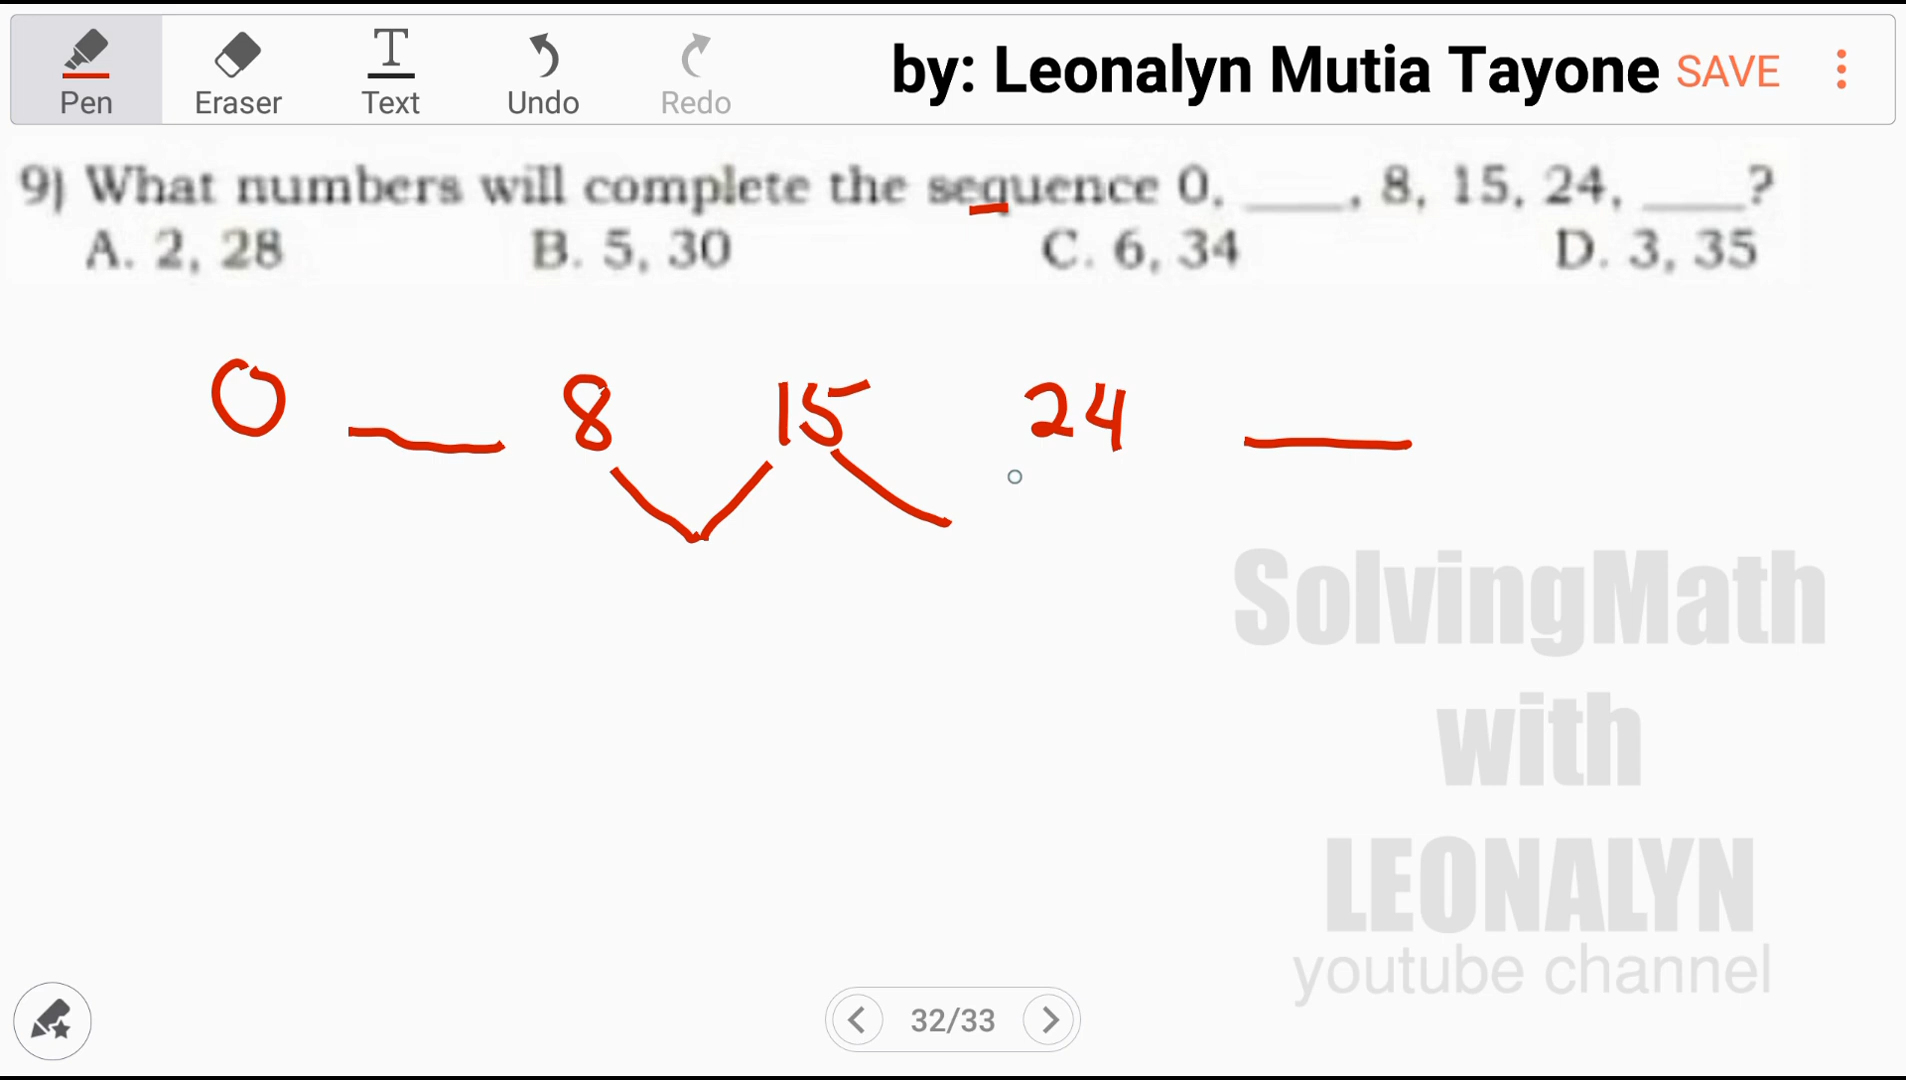 Pen Eraser Text Undo Redo by: Leonalyn Mutia Tayone SAVE
9) What numbers will complete the sequence 0, ____, 8, 15, 24, ____?
A. 2, 28 B. 5, 30 C. 6, 34 D. 3, 35
0 ____ 8 15 24 ____
SolvingMath
with
LEONALYN
youtube channel
32/33